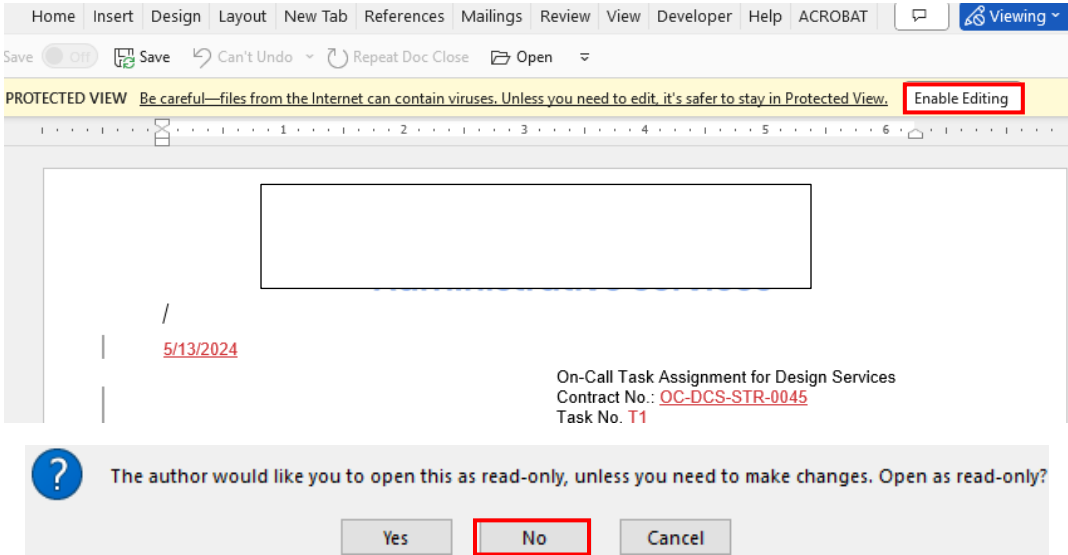 Home Insert Design Layout New Tab References Mailings Review View Developer Help ACROBAT Viewing
Save Off Save Can't Undo Repeat Doc Close Open
PROTECTED VIEW Be careful—files from the Internet can contain viruses. Unless you need to edit, it's safer to stay in Protected View. Enable Editing
1 2 3 4 5 6
/
5/13/2024
On-Call Task Assignment for Design Services
Contract No.: OC-DCS-STR-0045
Task No. T1
? The author would like you to open this as read-only, unless you need to make changes. Open as read-only?
Yes No Cancel